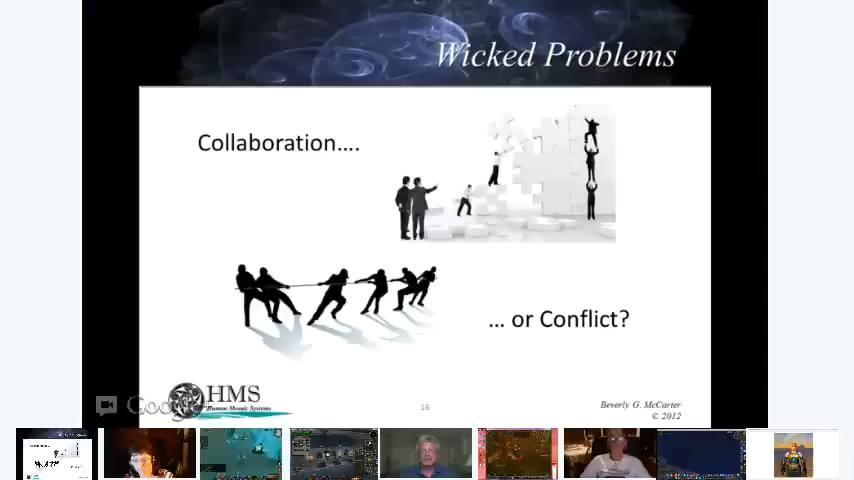 Wicked Problems
Collaboration….
… or Conflict?
HMS
Human Mosaic Systems
16
Beverly G. McCarter
© 2012